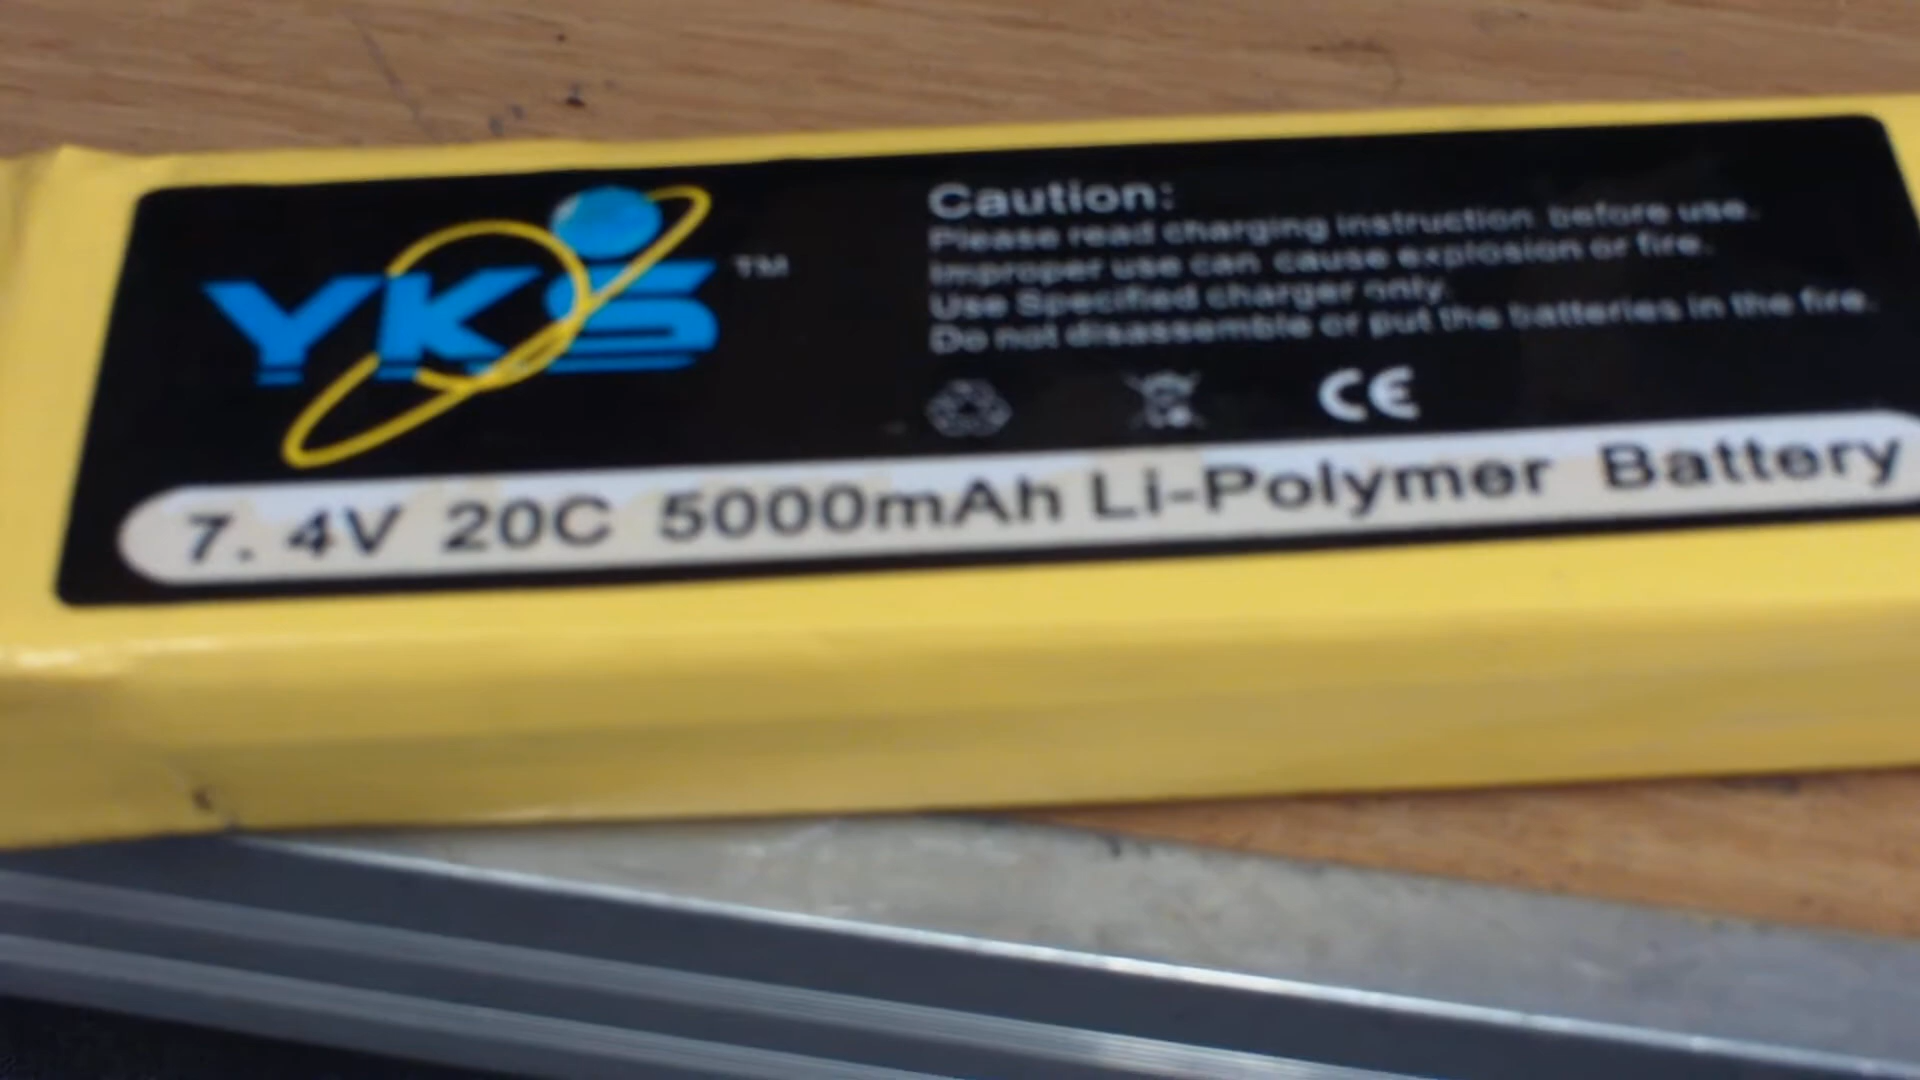 YKS
TM
Caution:
Please read charging instruction before use.
Improper use can cause explosion or fire.
Use Specified charger only.
Do not disassemble or put the batteries in the fire.
CE
7.4V 20C 5000mAh Li-Polymer Battery